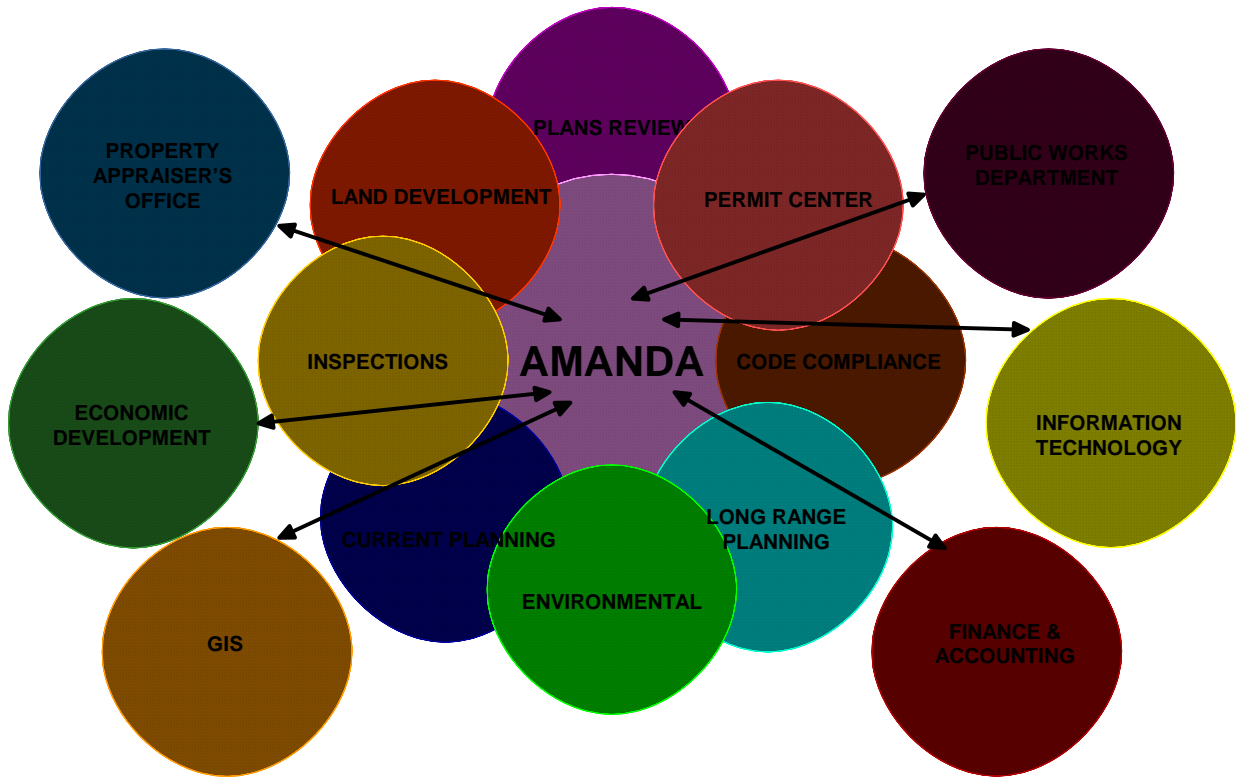 PLANS REVIEW
PROPERTY
APPRAISER'S
OFFICE
LAND DEVELOPMENT
PERMIT CENTER
PUBLIC WORKS
DEPARTMENT
INSPECTIONS
AMANDA
CODE COMPLIANCE
ECONOMIC
DEVELOPMENT
INFORMATION
TECHNOLOGY
CURRENT PLANNING
LONG RANGE
PLANNING
ENVIRONMENTAL
GIS
FINANCE &
ACCOUNTING